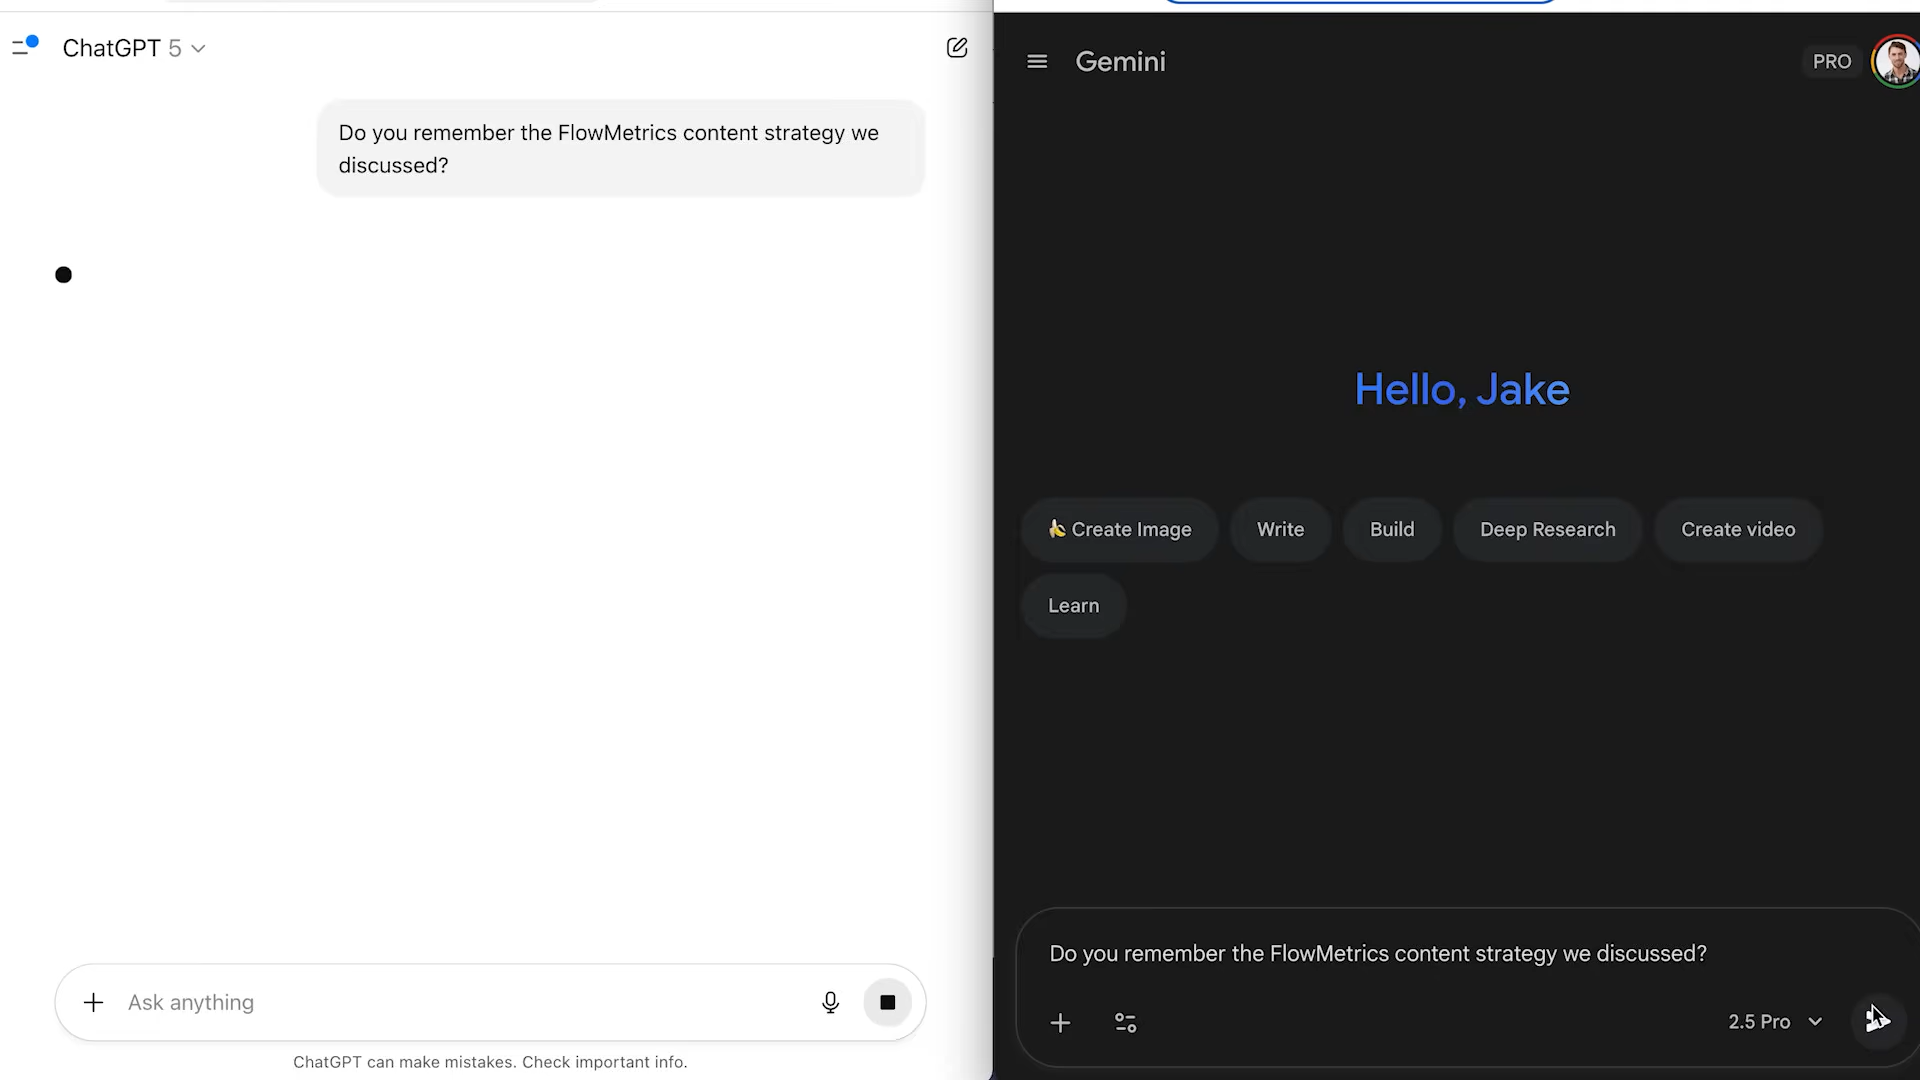 ChatGPT 5
Do you remember the FlowMetrics content strategy we
discussed?
Ask anything
ChatGPT can make mistakes. Check important info.
Gemini
PRO
Hello, Jake
Create Image
Write
Build
Deep Research
Create video
Learn
Do you remember the FlowMetrics content strategy we discussed?
2.5 Pro